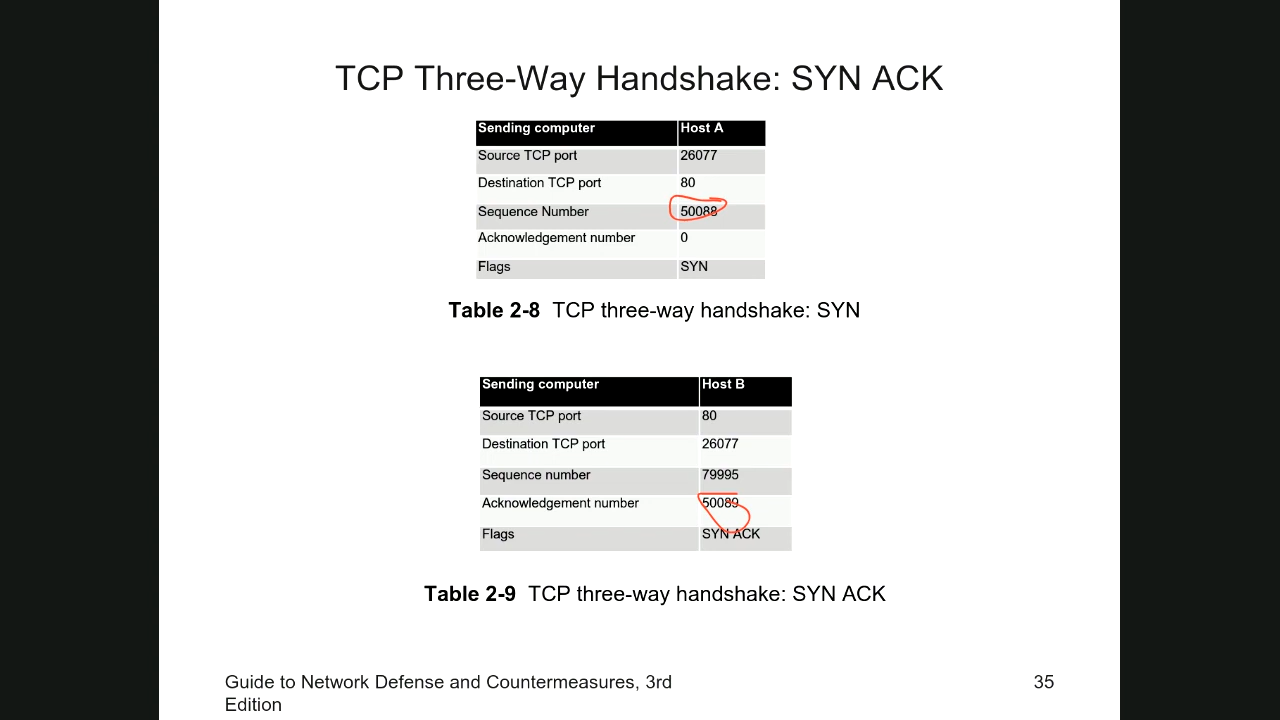 TCP Three-Way Handshake: SYN ACK
Sending computer Host A
Source TCP port 26077
Destination TCP port 80
Sequence Number 50088
Acknowledgement number 0
Flags SYN
Table 2-8 TCP three-way handshake: SYN
Sending computer Host B
Source TCP port 80
Destination TCP port 26077
Sequence number 79995
Acknowledgement number 50089
Flags SYN ACK
Table 2-9 TCP three-way handshake: SYN ACK
Guide to Network Defense and Countermeasures, 3rd
Edition
35